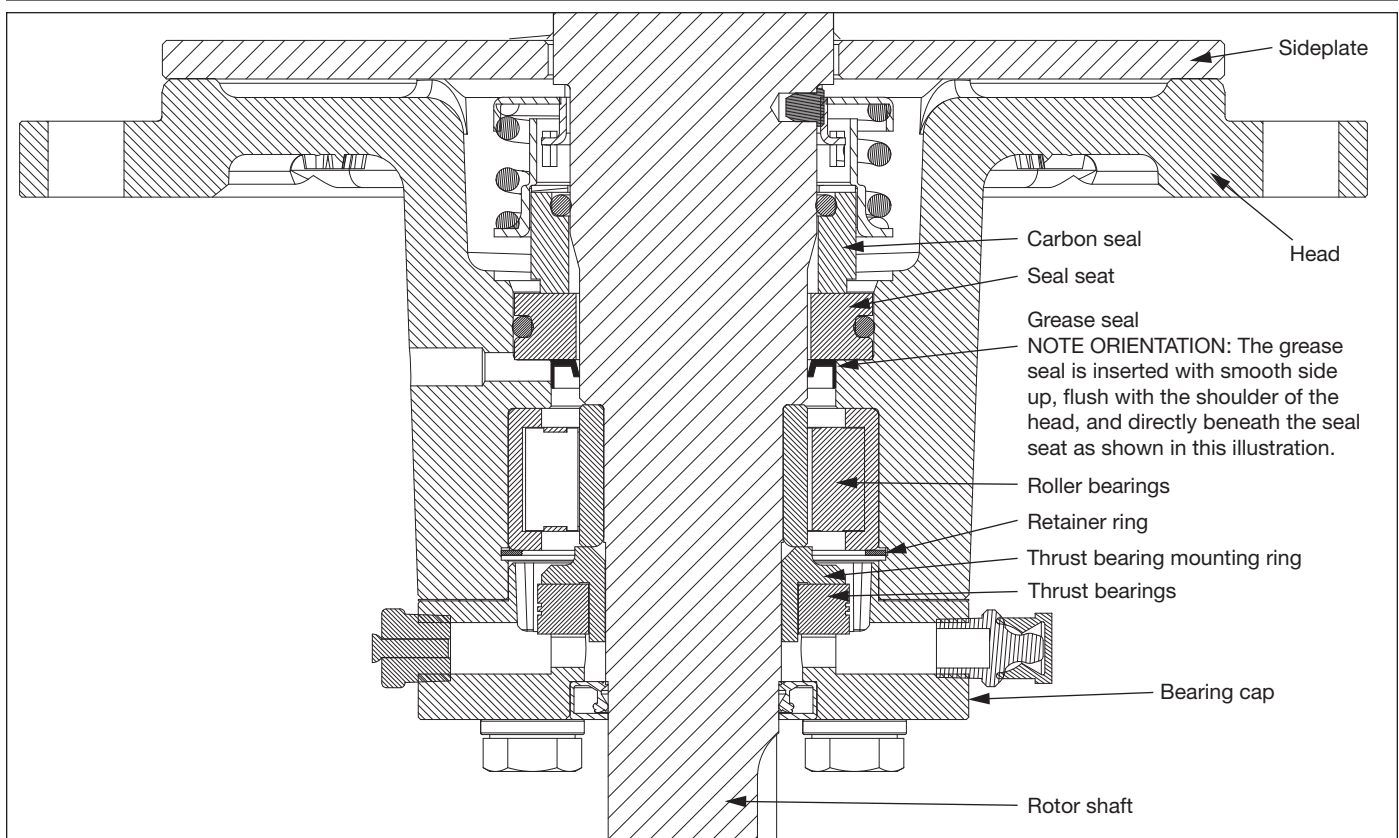 Sideplate
Head
Carbon seal
Seal seat
Grease seal
NOTE ORIENTATION: The grease
seal is inserted with smooth side
up, flush with the shoulder of the
head, and directly beneath the seal
seat as shown in this illustration.
Roller bearings
Retainer ring
Thrust bearing mounting ring
Thrust bearings
Bearing cap
Rotor shaft